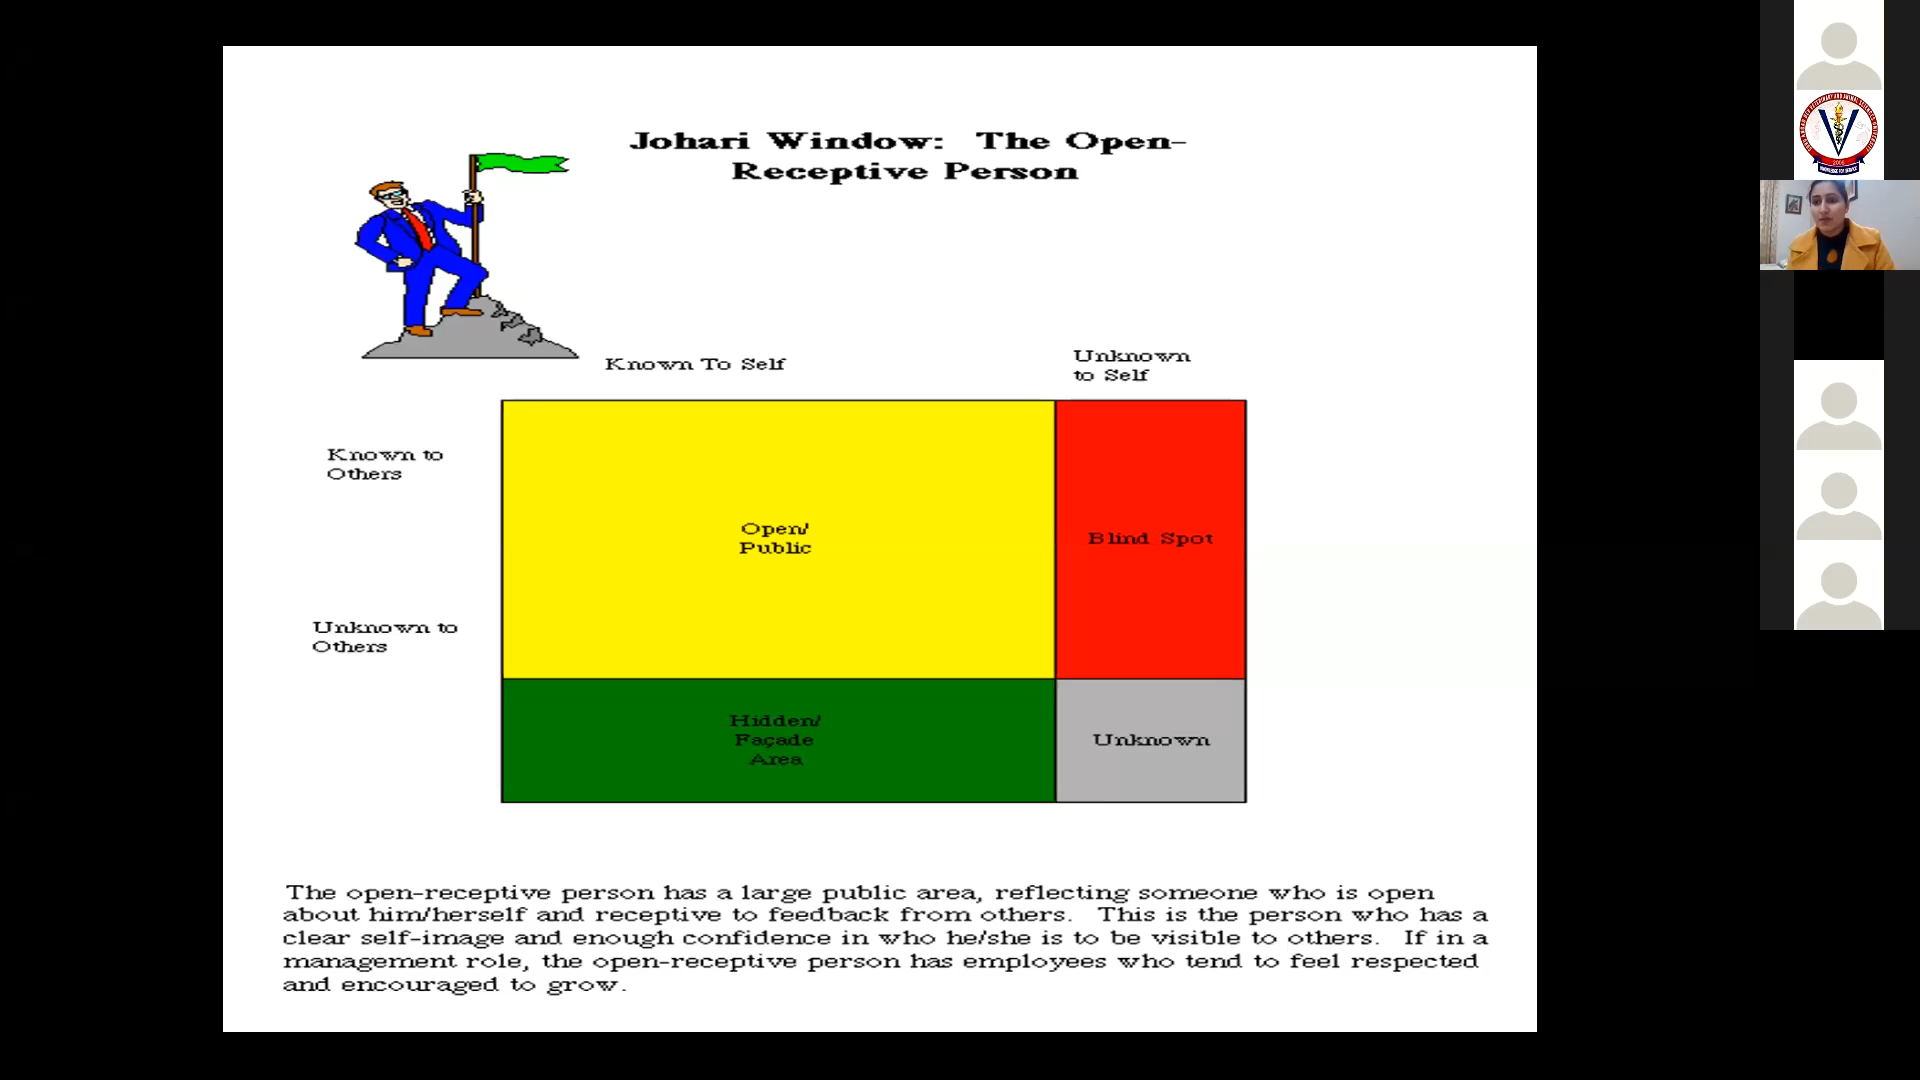 Johari Window: The Open-
Receptive Person
Known To Self
Unknown
to Self
Known to
Others
Open/
Public
Blind Spot
Unknown to
Others
Hidden/
Façade
Area
Unknown
The open-receptive person has a large public area, reflecting someone who is open
about him/herself and receptive to feedback from others. This is the person who has a
clear self-image and enough confidence in who he/she is to be visible to others. If in a
management role, the open-receptive person has employees who tend to feel respected
and encouraged to grow.